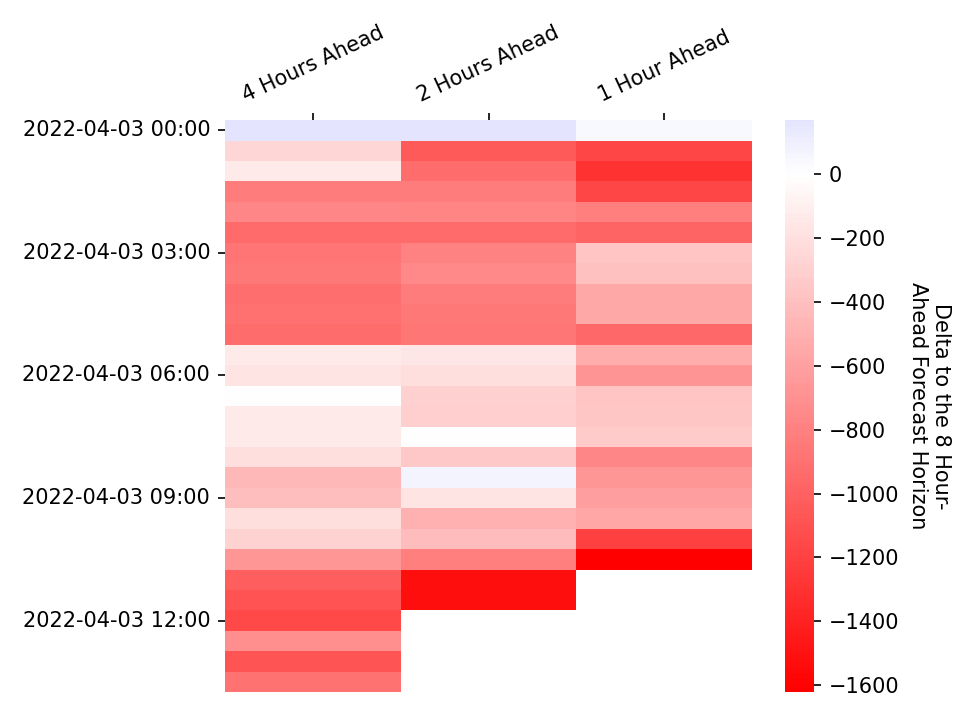 4 Hours Ahead
2 Hours Ahead
1 Hour Ahead
2022-04-03 00:00
2022-04-03 03:00
2022-04-03 06:00
2022-04-03 09:00
2022-04-03 12:00
0
−200
−400
−600
−800
−1000
−1200
−1400
−1600
Delta to the 8 Hour-
Ahead Forecast Horizon